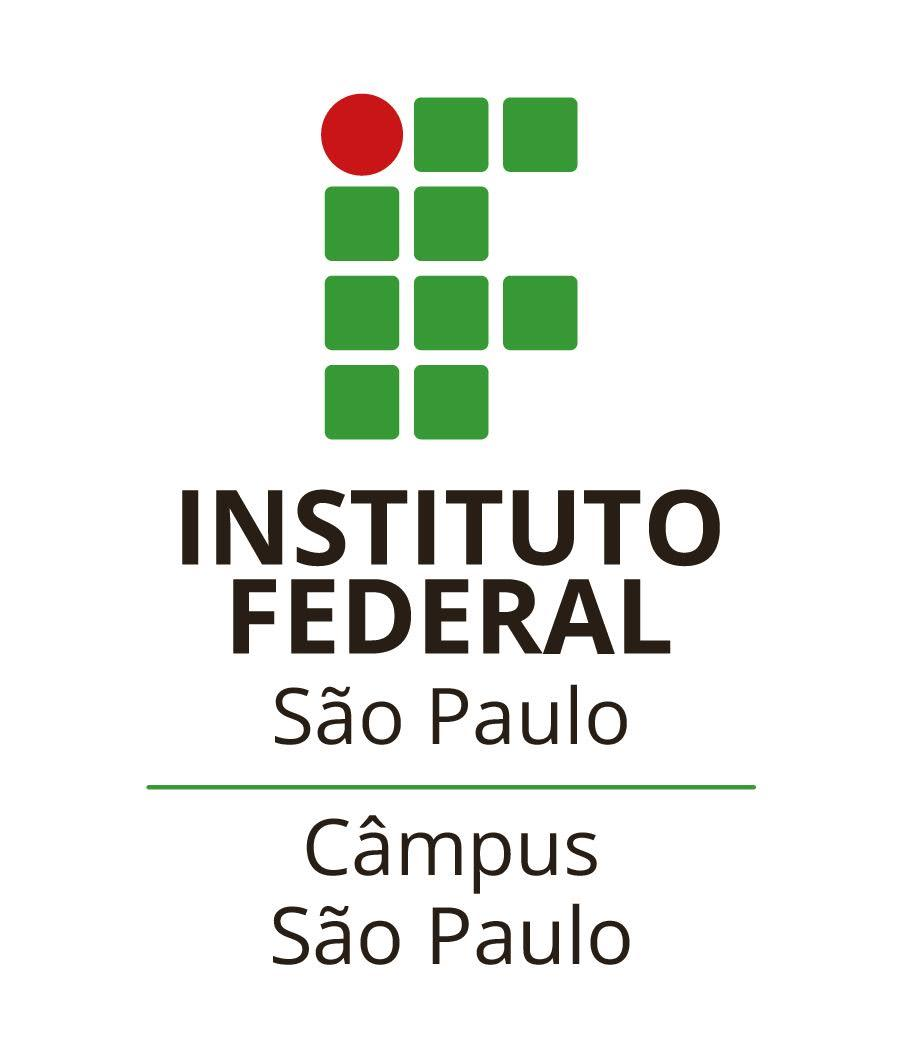 INSTITUTO
FEDERAL
São Paulo
Câmpus
São Paulo